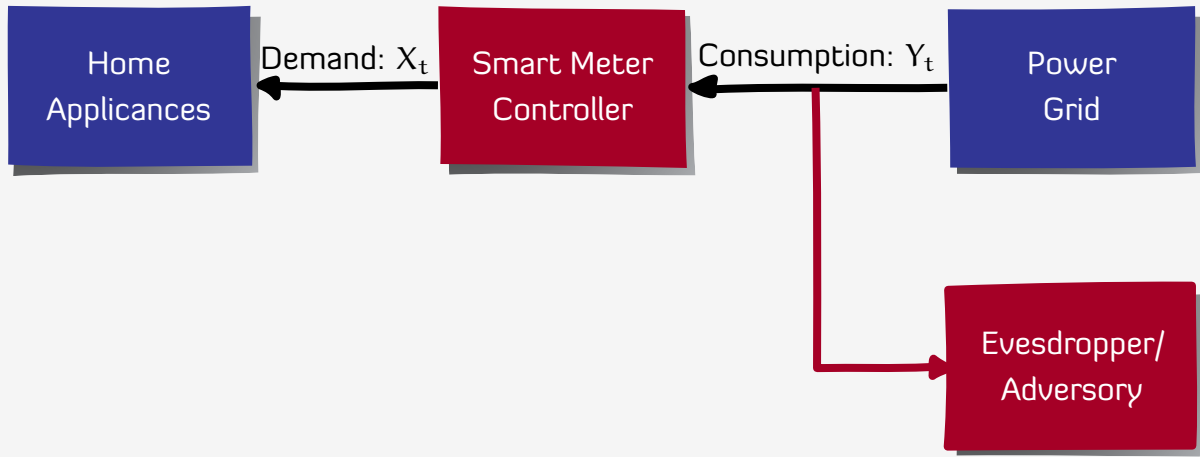 Home
Applicances
Demand: Xt
Smart Meter
Controller
Consumption: Yt
Power
Grid
Evesdropper/
Adversory